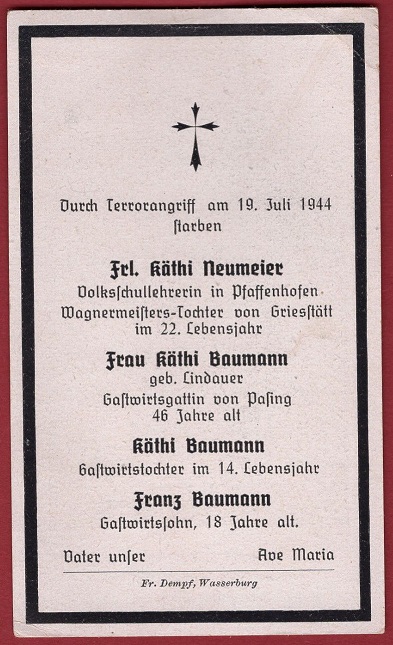 Durch Terrorangriff am 19. Juli 1944
ſtarben
Frl. Käthi Neumeier
Volksſchullehrerin in Pfaffenhofen
Wagnermeiſters-Tochter von Griesſtätt
im 22. Lebensjahr
Frau Käthi Baumann
geb. Lindauer
Gaſtwirtsgattin von Paſing
46 Jahre alt
Käthi Baumann
Gaſtwirtstochter im 14. Lebensjahr
Franz Baumann
Gaſtwirtsſohn, 18 Jahre alt.
Vater unſer Ave Maria
Fr. Dempf, Wasserburg